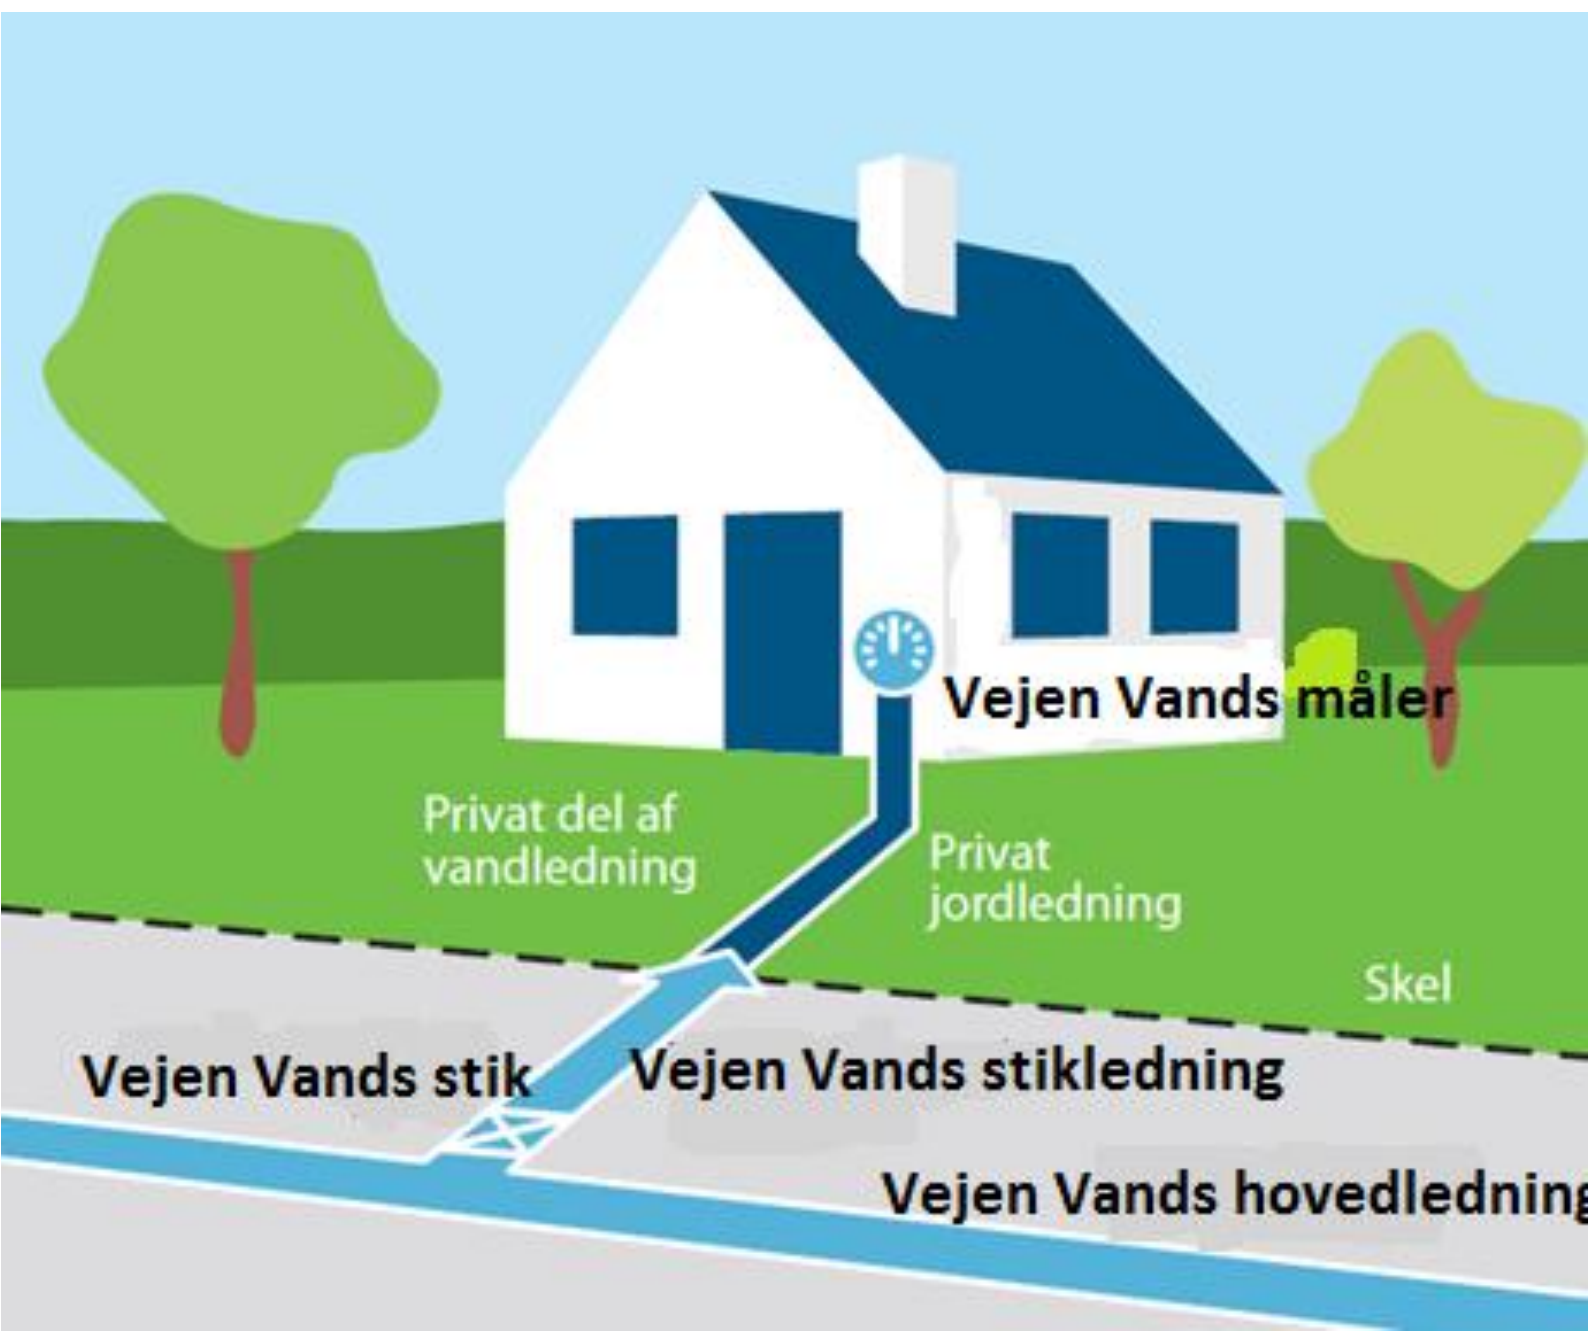 Vejen Vands måler
Privat del af
vandledning
Privat
jordledning
Skel
Vejen Vands stik
Vejen Vands stikledning
Vejen Vands hovedledning